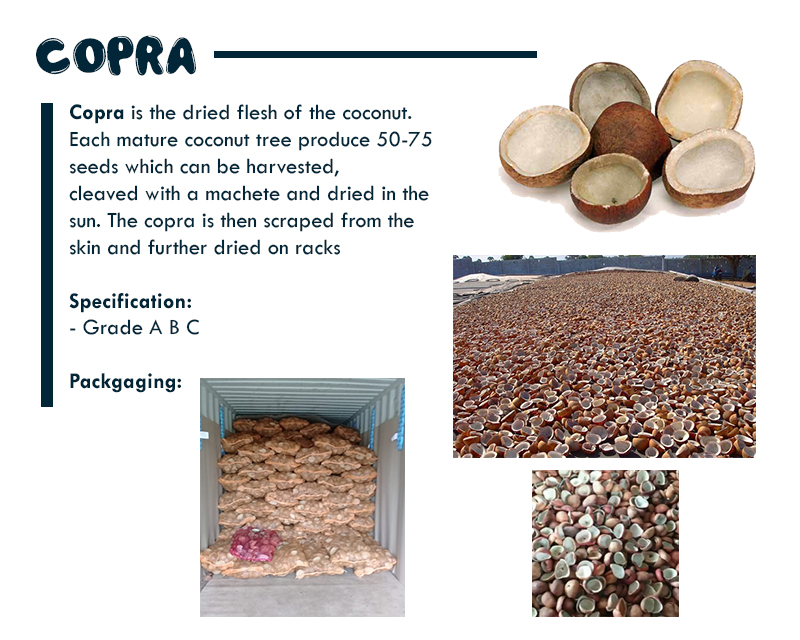 COPRA
Copra is the dried flesh of the coconut.
Each mature coconut tree produce 50-75
seeds which can be harvested,
cleaved with a machete and dried in the
sun. The copra is then scraped from the
skin and further dried on racks
Specification:
- Grade A B C
Packgaging: